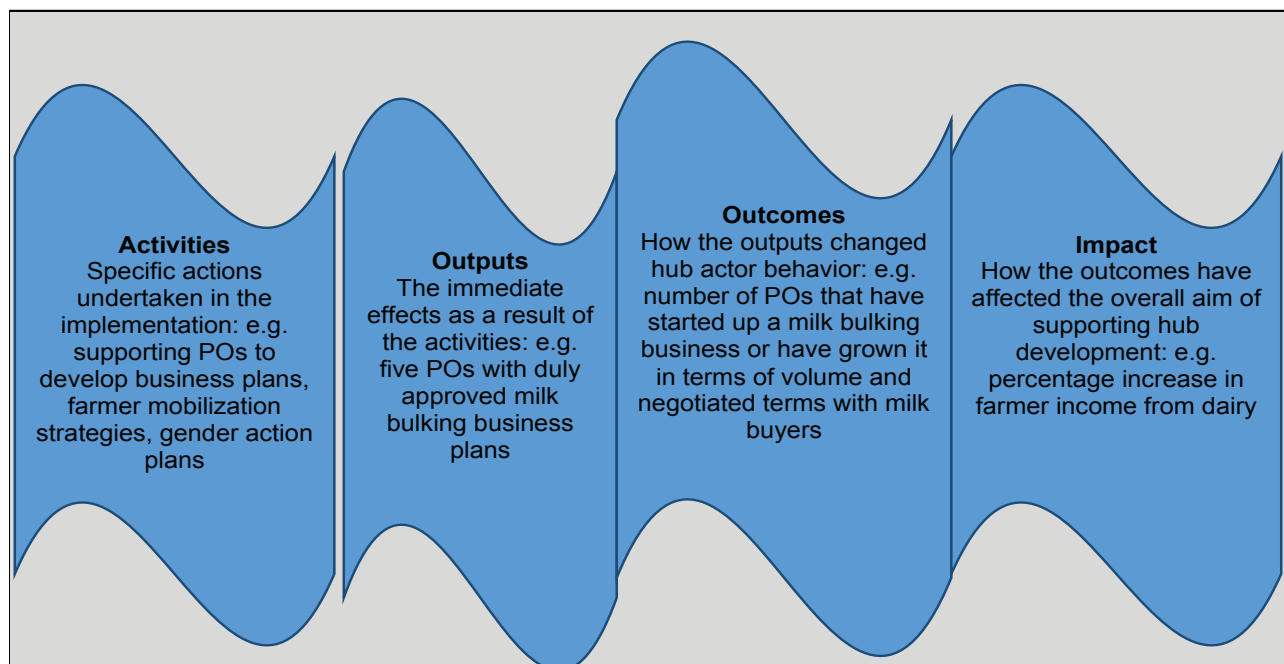 Activities
Specific actions
undertaken in the
implementation: e.g.
supporting POs to
develop business plans,
farmer mobilization
strategies, gender action
plans
Outputs
The immediate
effects as a result of
the activities: e.g.
five POs with duly
approved milk
bulking business
plans
Outcomes
How the outputs changed
hub actor behavior: e.g.
number of POs that have
started up a milk bulking
business or have grown it
in terms of volume and
negotiated terms with milk
buyers
Impact
How the outcomes have
affected the overall aim of
supporting hub
development: e.g.
percentage increase in
farmer income from dairy